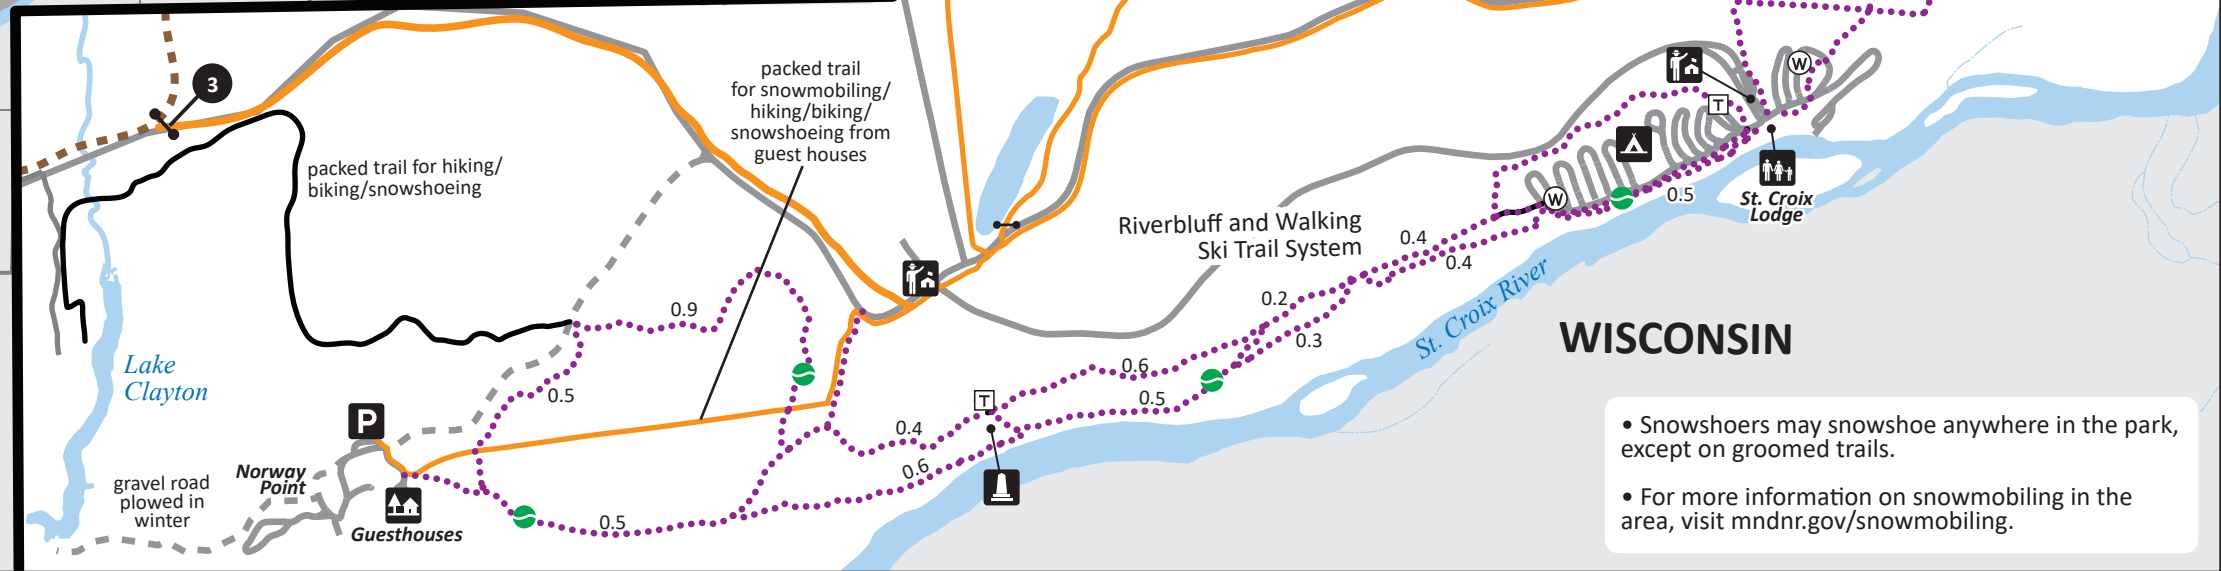 3
packed trail
for snowmobiling/
hiking/biking/
snowshoeing from
guest houses
packed trail for hiking/
biking/snowshoeing
W
T
W
0.5
St. Croix
Lodge
Riverbluff and Walking
Ski Trail System
0.4
0.4
0.2
0.3
St. Croix River
WISCONSIN
0.9
0.5
0.6
0.5
T
0.4
0.6
0.5
Lake
Clayton
P
Norway
Point
gravel road
plowed in
winter
Guesthouses
• Snowshoers may snowshoe anywhere in the park,
except on groomed trails.
• For more information on snowmobiling in the
area, visit mndnr.gov/snowmobiling.